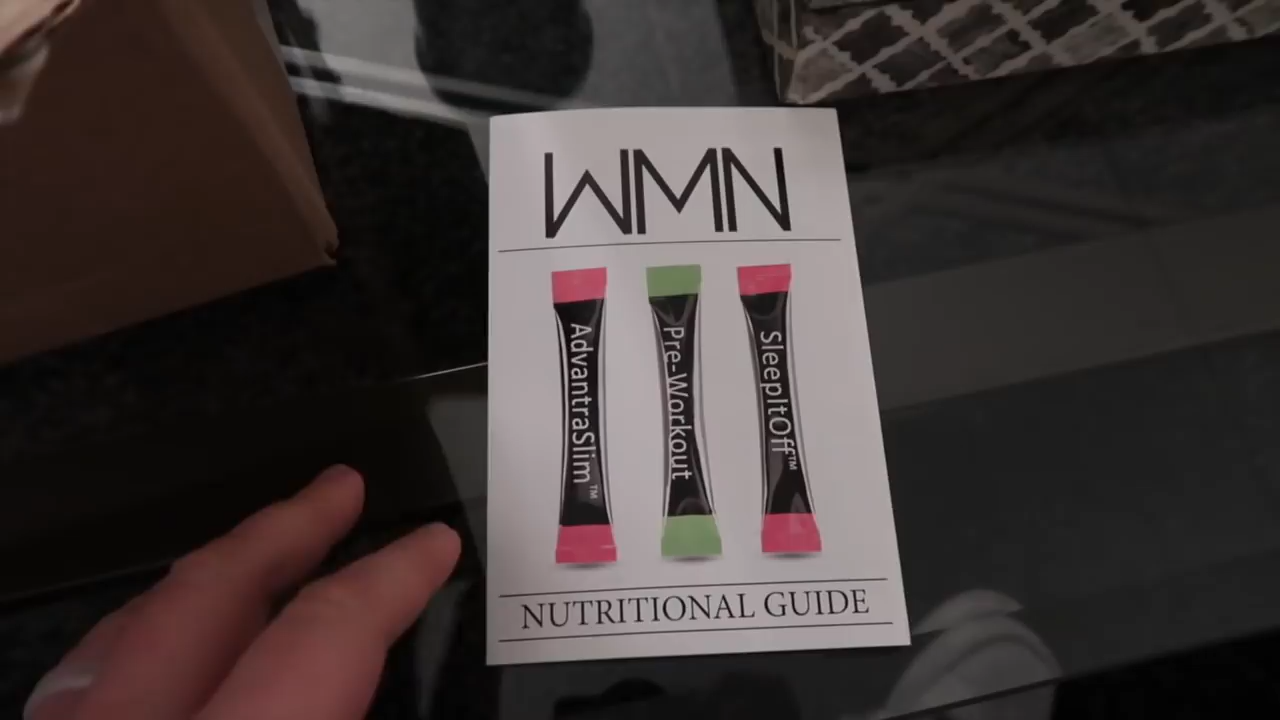 WMN
AdvantraSlim™
Pre-Workout
SleepItOff™
NUTRITIONAL GUIDE